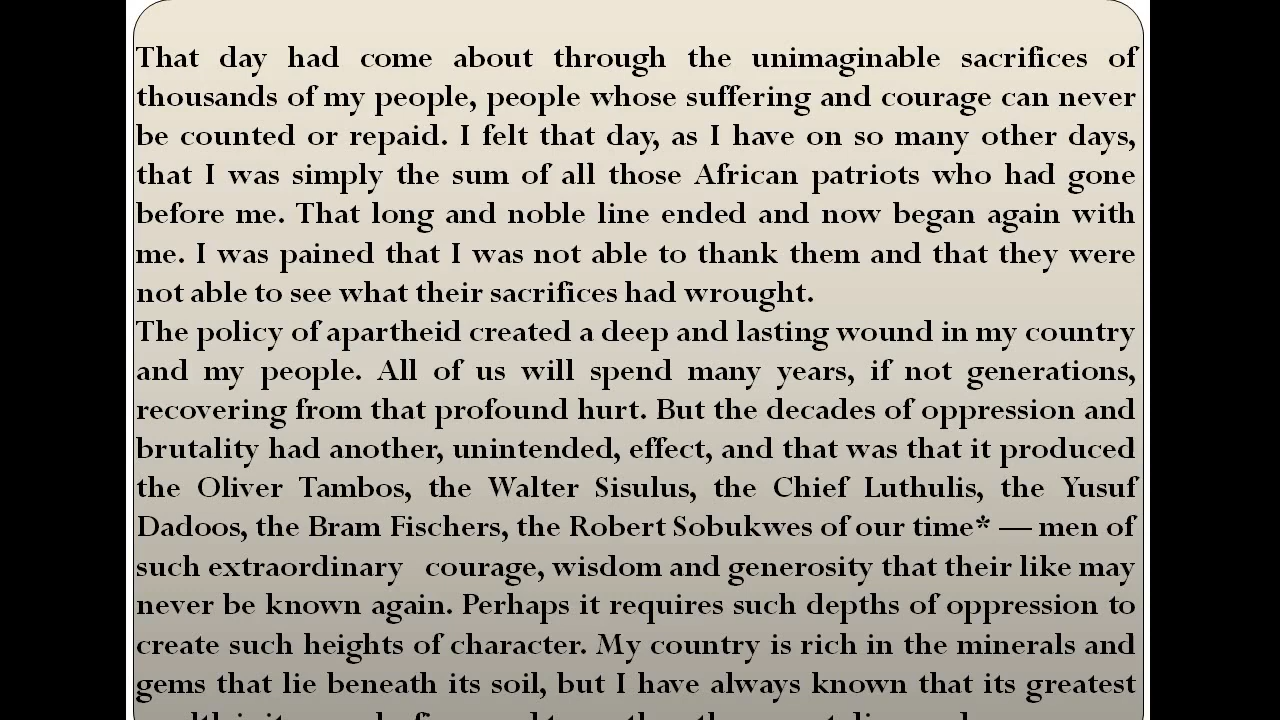 That day had come about through the unimaginable sacrifices of
thousands of my people, people whose suffering and courage can never
be counted or repaid. I felt that day, as I have on so many other days,
that I was simply the sum of all those African patriots who had gone
before me. That long and noble line ended and now began again with
me. I was pained that I was not able to thank them and that they were
not able to see what their sacrifices had wrought.
The policy of apartheid created a deep and lasting wound in my country
and my people. All of us will spend many years, if not generations,
recovering from that profound hurt. But the decades of oppression and
brutality had another, unintended, effect, and that was that it produced
the Oliver Tambos, the Walter Sisulus, the Chief Luthulis, the Yusuf
Dadoos, the Bram Fischers, the Robert Sobukwes of our time* — men of
such extraordinary courage, wisdom and generosity that their like may
never be known again. Perhaps it requires such depths of oppression to
create such heights of character. My country is rich in the minerals and
gems that lie beneath its soil, but I have always known that its greatest